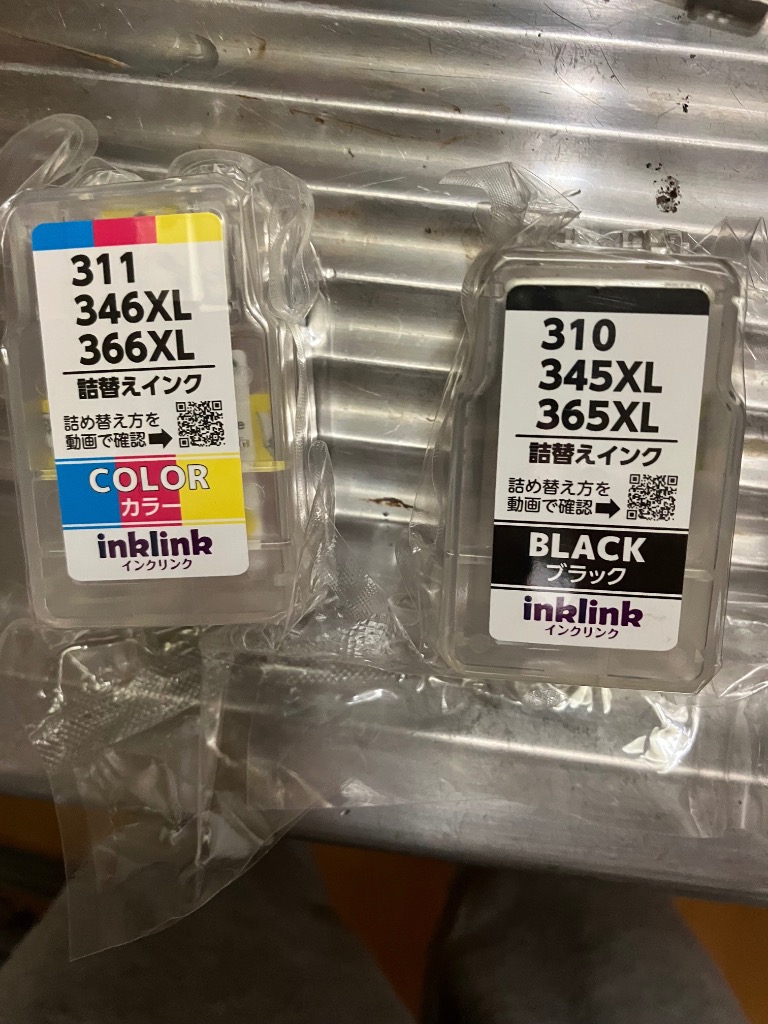 311
346XL
366XL
詰替えインク
詰め替え方を
動画で確認➡
COLOR
カラー
inklink
インクリンク
310
345XL
365XL
詰替えインク
詰め替え方を
動画で確認➡
BLACK
ブラック
inklink
インクリンク